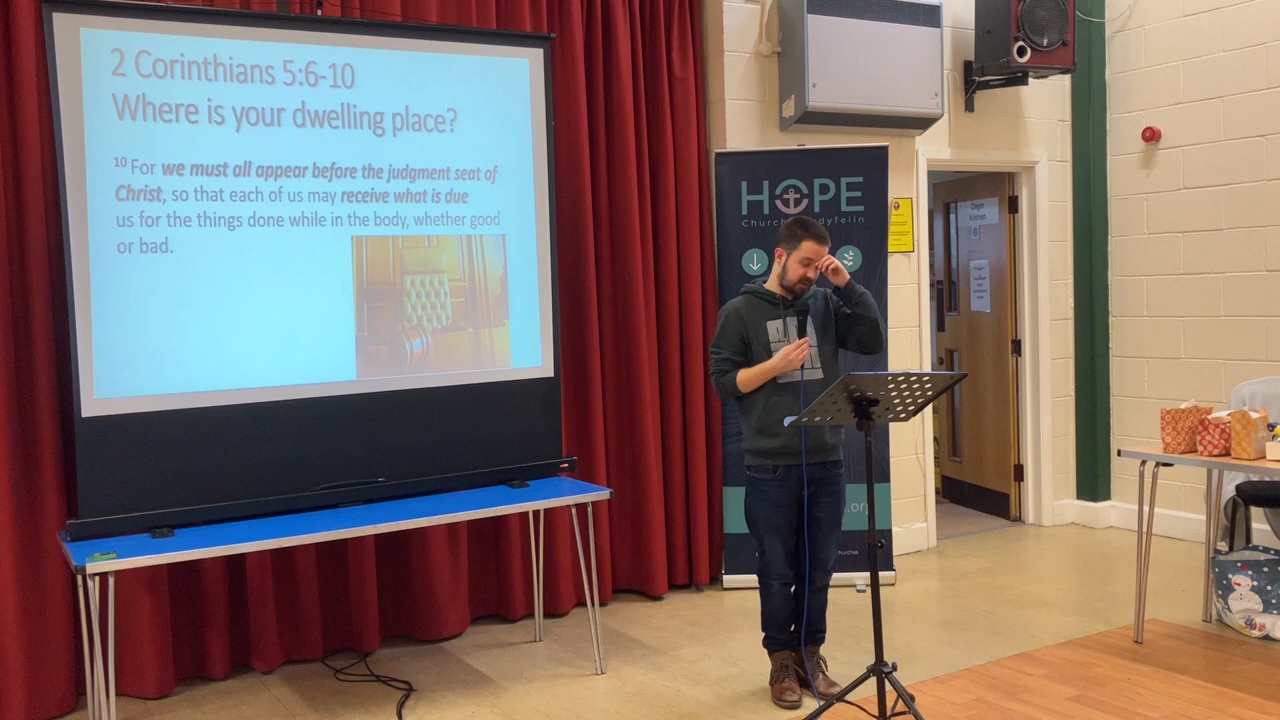 2 Corinthians 5:6-10
Where is your dwelling place?
10 For we must all appear before the judgment seat of
Christ, so that each of us may receive what is due
us for the things done while in the body, whether good
or bad.
HOPE
Church
Cegin
Kitchen